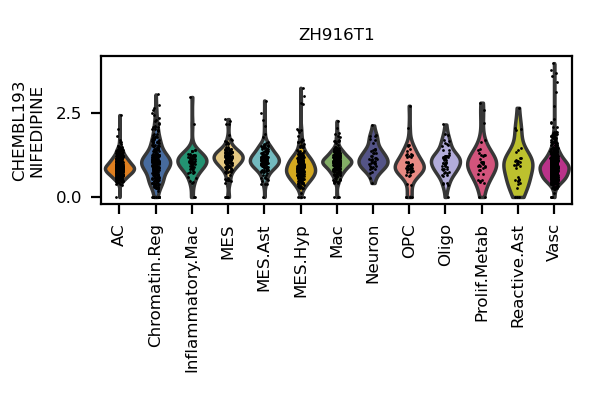 ZH916T1
CHEMBL193
NIFEDIPINE
2.5
0.0
AC
Chromatin.Reg
Inflammatory.Mac
MES
MES.Ast
MES.Hyp
Mac
Neuron
OPC
Oligo
Prolif.Metab
Reactive.Ast
Vasc